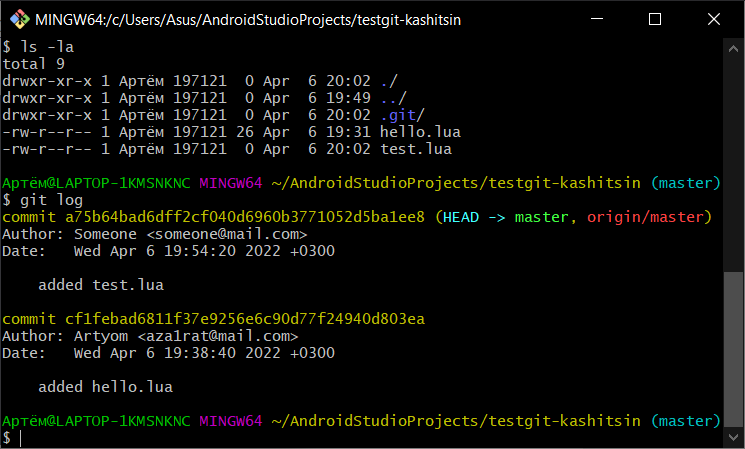 MINGW64:/c/Users/Asus/AndroidStudioProjects/testgit-kashitsin
$ ls -la
total 9
drwxr-xr-x 1 Артём 197121  0 Apr  6 20:02 ./
drwxr-xr-x 1 Артём 197121  0 Apr  6 19:49 ../
drwxr-xr-x 1 Артём 197121  0 Apr  6 20:02 .git/
-rw-r--r-- 1 Артём 197121 26 Apr  6 19:31 hello.lua
-rw-r--r-- 1 Артём 197121  0 Apr  6 20:02 test.lua
Артём@LAPTOP-1KMSNKNC MINGW64 ~/AndroidStudioProjects/testgit-kashitsin (master)
$ git log
commit a75b64bad6dff2cf040d6960b3771052d5ba1ee8 (HEAD -> master, origin/master)
Author: Someone <someone@mail.com>
Date:   Wed Apr 6 19:54:20 2022 +0300
    added test.lua
commit cf1febad6811f37e9256e6c90d77f24940d803ea
Author: Artyom <aza1rat@mail.com>
Date:   Wed Apr 6 19:38:40 2022 +0300
    added hello.lua
Артём@LAPTOP-1KMSNKNC MINGW64 ~/AndroidStudioProjects/testgit-kashitsin (master)
$